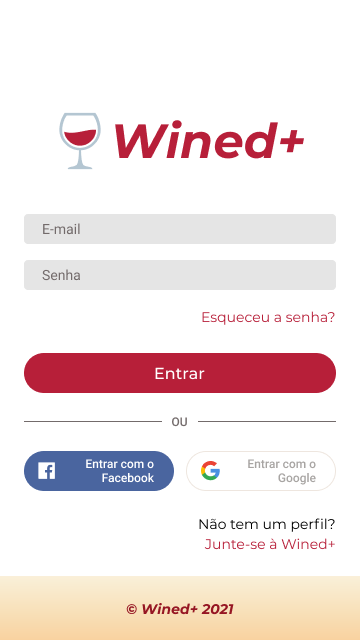 Wined+
E-mail
Senha
Esqueceu a senha?
Entrar
OU
Entrar com o
Facebook
Entrar com o
Google
Não tem um perfil?
Junte-se à Wined+
© Wined+ 2021